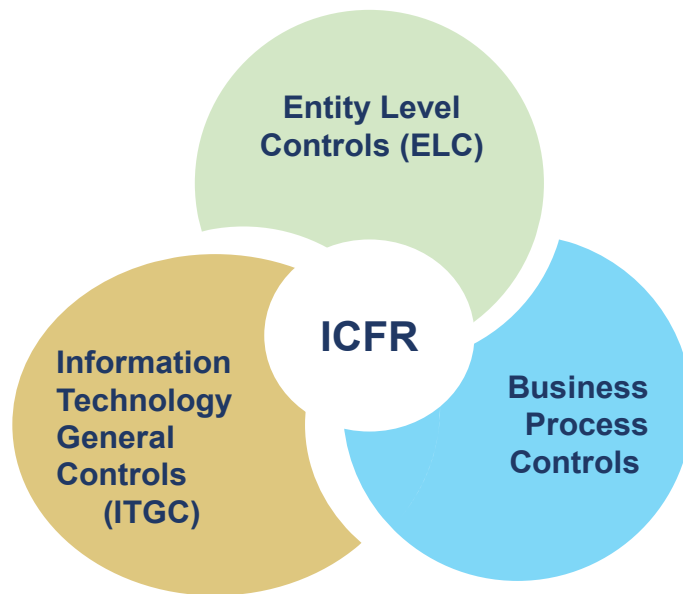 Entity Level
Controls (ELC)
ICFR
Information
Technology
General
Controls
(ITGC)
Business
Process
Controls